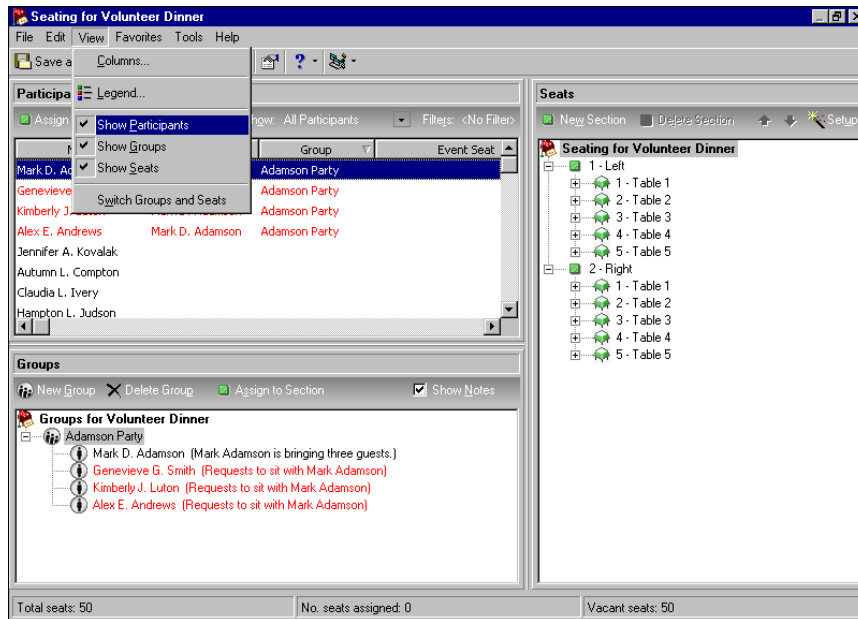 Seating for Volunteer Dinner
File Edit View Favorites Tools Help
Save a
Columns...
Legend...
Show Participants
Show Groups
Show Seats
Switch Groups and Seats
Participa
Assign
how: All Participants Filters: <No Filter>
Group Event Seat
Mark D. Ad Adamson Party
Genevieve Adamson Party
Kimberly J. Adamson Party
Alex E. Andrews Mark D. Adamson Adamson Party
Jennifer A. Kovalak
Autumn L. Compton
Claudia L. Ivery
Hampton L. Judson
Groups
New Group Delete Group Assign to Section Show Notes
Groups for Volunteer Dinner
Adamson Party
Mark D. Adamson (Mark Adamson is bringing three guests.)
Genevieve G. Smith (Requests to sit with Mark Adamson)
Kimberly J. Luton (Requests to sit with Mark Adamson)
Alex E. Andrews (Requests to sit with Mark Adamson)
Seats
New Section Delete Section Setup
Seating for Volunteer Dinner
1 - Left
1 - Table 1
2 - Table 2
3 - Table 3
4 - Table 4
5 - Table 5
2 - Right
1 - Table 1
2 - Table 2
3 - Table 3
4 - Table 4
5 - Table 5
Total seats: 50 No. seats assigned: 0 Vacant seats: 50